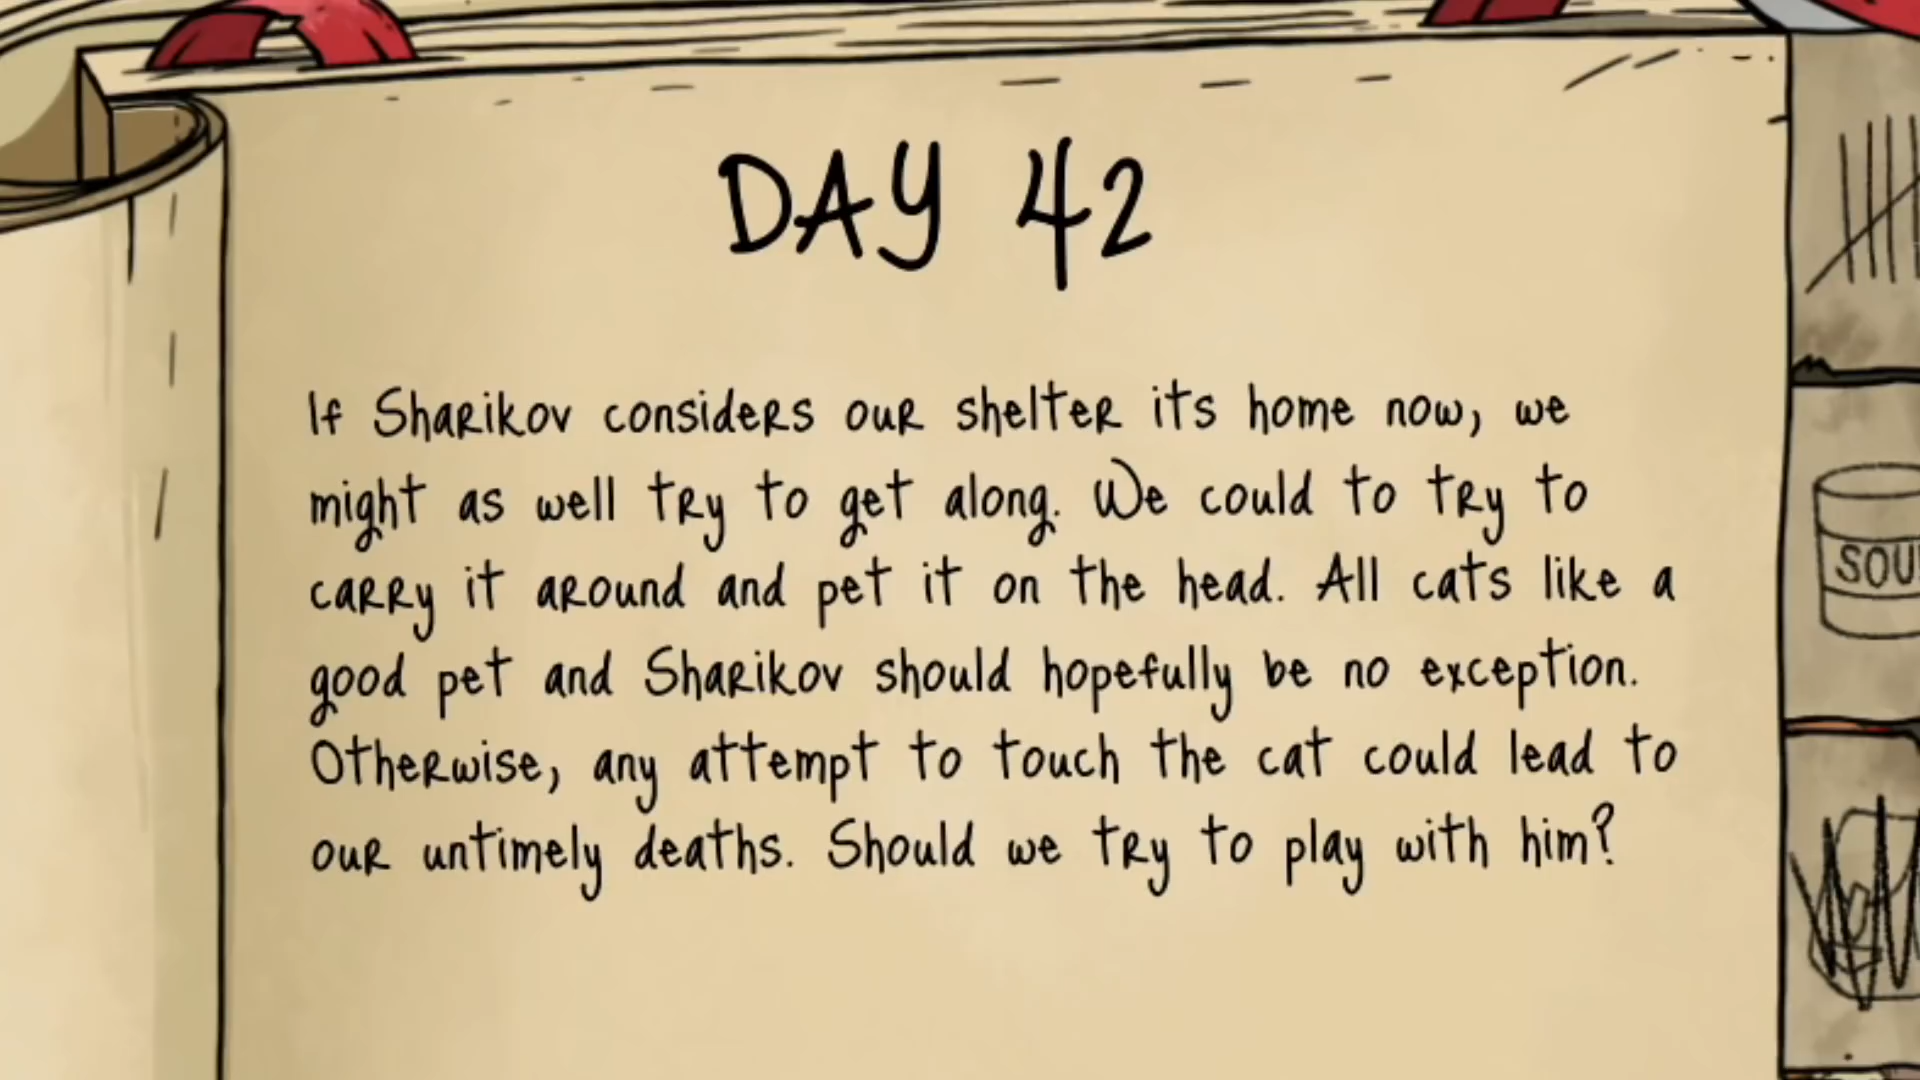 DAY 42
If Sharikov considers our shelter its home now, we
might as well try to get along. We could to try to
carry it around and pet it on the head. All cats like a
good pet and Sharikov should hopefully be no exception.
Otherwise, any attempt to touch the cat could lead to
our untimely deaths. Should we try to play with him?
SOU